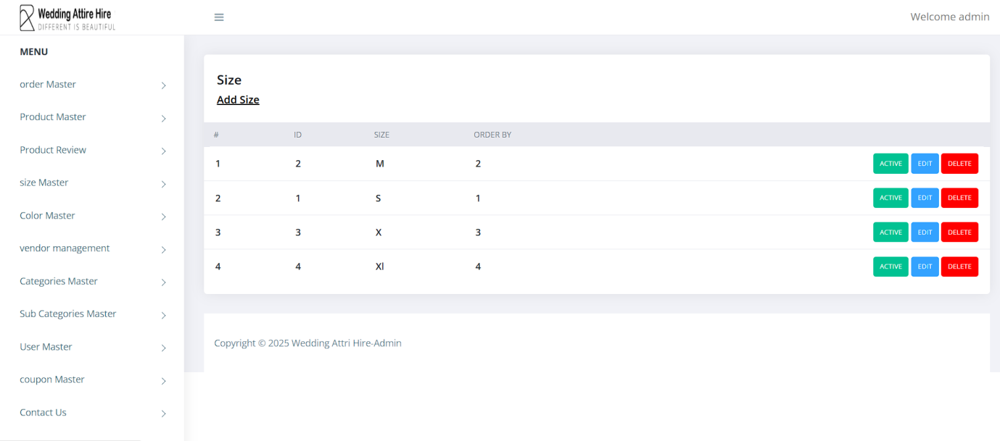 Wedding Attire Hire
DIFFERENT IS BEAUTIFUL
Welcome admin
MENU
order Master
Product Master
Product Review
size Master
Color Master
vendor management
Categories Master
Sub Categories Master
User Master
coupon Master
Contact Us
Size
Add Size
# ID SIZE ORDER BY
1 2 M 2 ACTIVE EDIT DELETE
2 1 S 1 ACTIVE EDIT DELETE
3 3 X 3 ACTIVE EDIT DELETE
4 4 Xl 4 ACTIVE EDIT DELETE
Copyright © 2025 Wedding Attri Hire-Admin